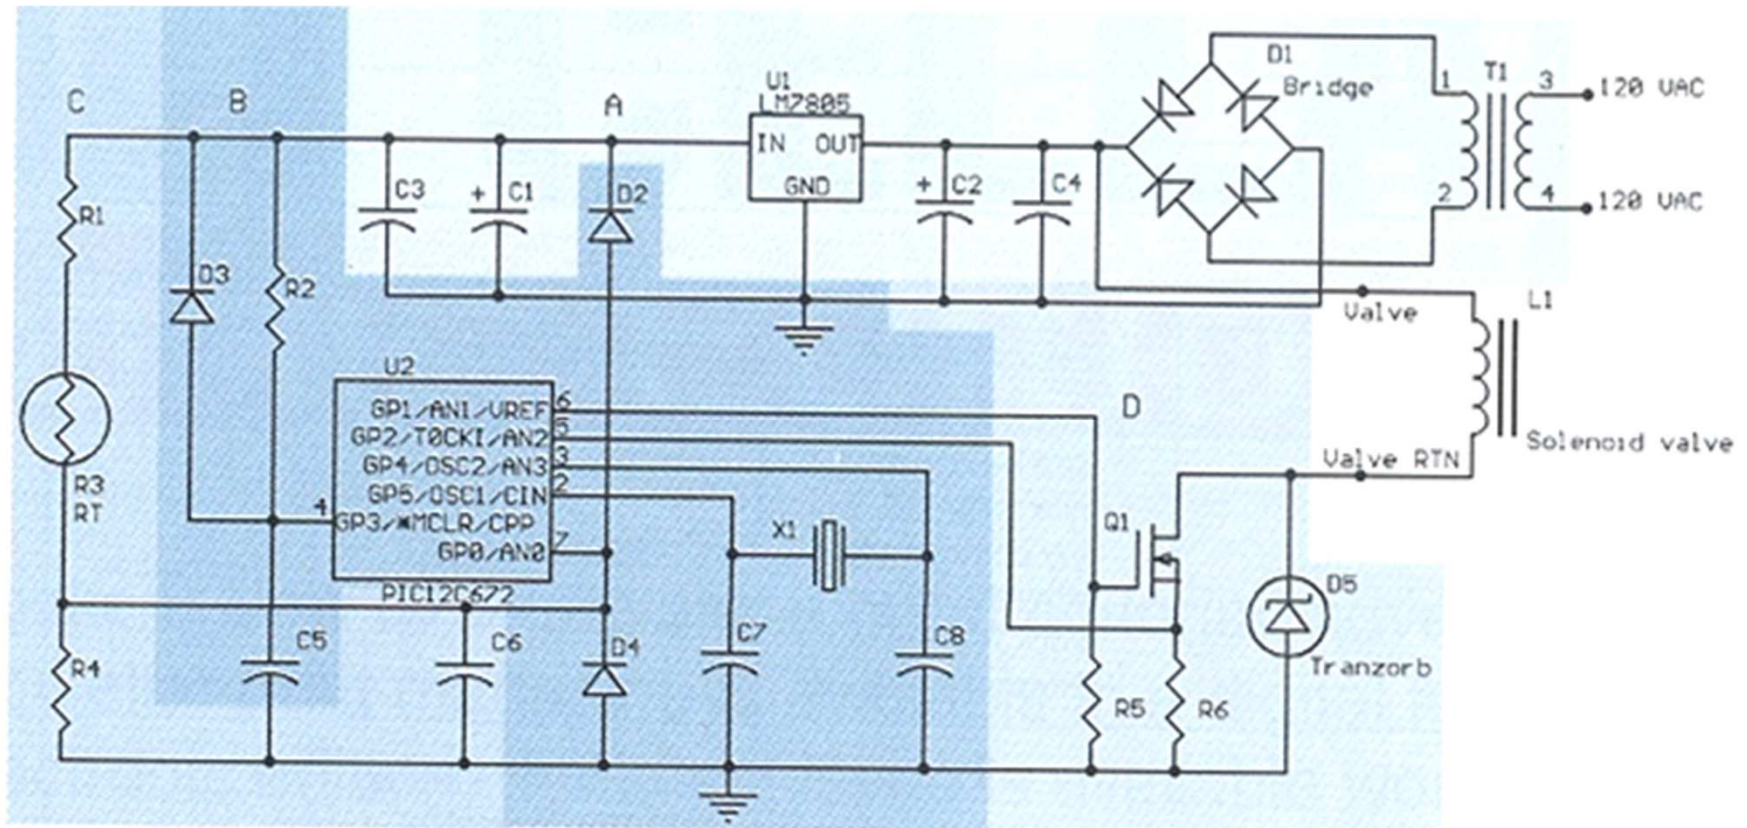 C
B
A
U1
LM7805
IN OUT
GND
D1
Bridge
1
T1
3
120 VAC
2
4
120 VAC
R1
C3
+ C1
D2
+ C2
C4
D3
R2
Valve
L1
Solenoid valve
Valve RTN
U2
GP1/AN1/VREF 6
GP2/T0CKI/AN2 5
GP4/OSC2/AN3 3
GP5/OSC1/CIN 2
4 GP3/*MCLR/CPP
GP0/AN0 7
PIC12C672
D
R3
RT
X1
Q1
D5
Tranzorb
R4
C5
C6
D4
C7
C8
R5
R6